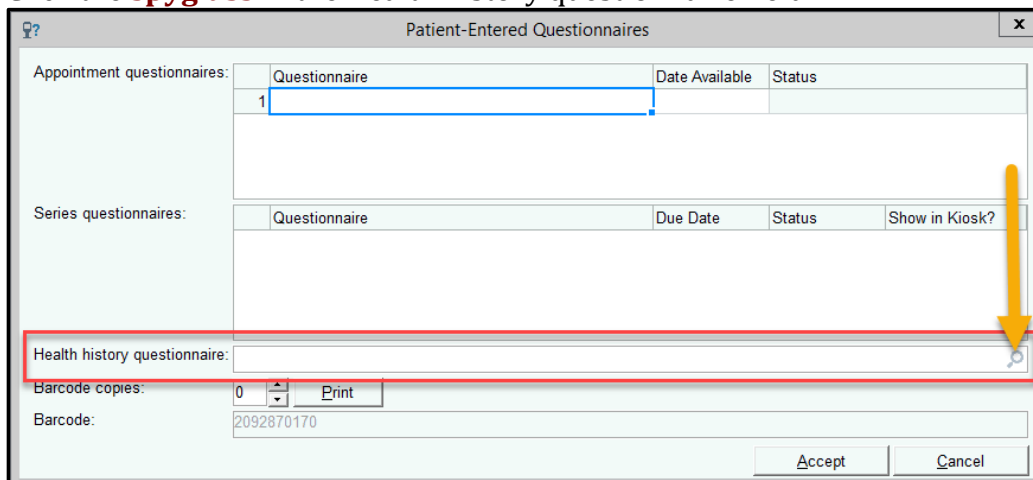 Patient-Entered Questionnaires x
Appointment questionnaires: Questionnaire Date Available Status
1
Series questionnaires: Questionnaire Due Date Status Show in Kiosk?
Health history questionnaire:
Barcode copies: 0 Print
Barcode: 2092870170
Accept Cancel